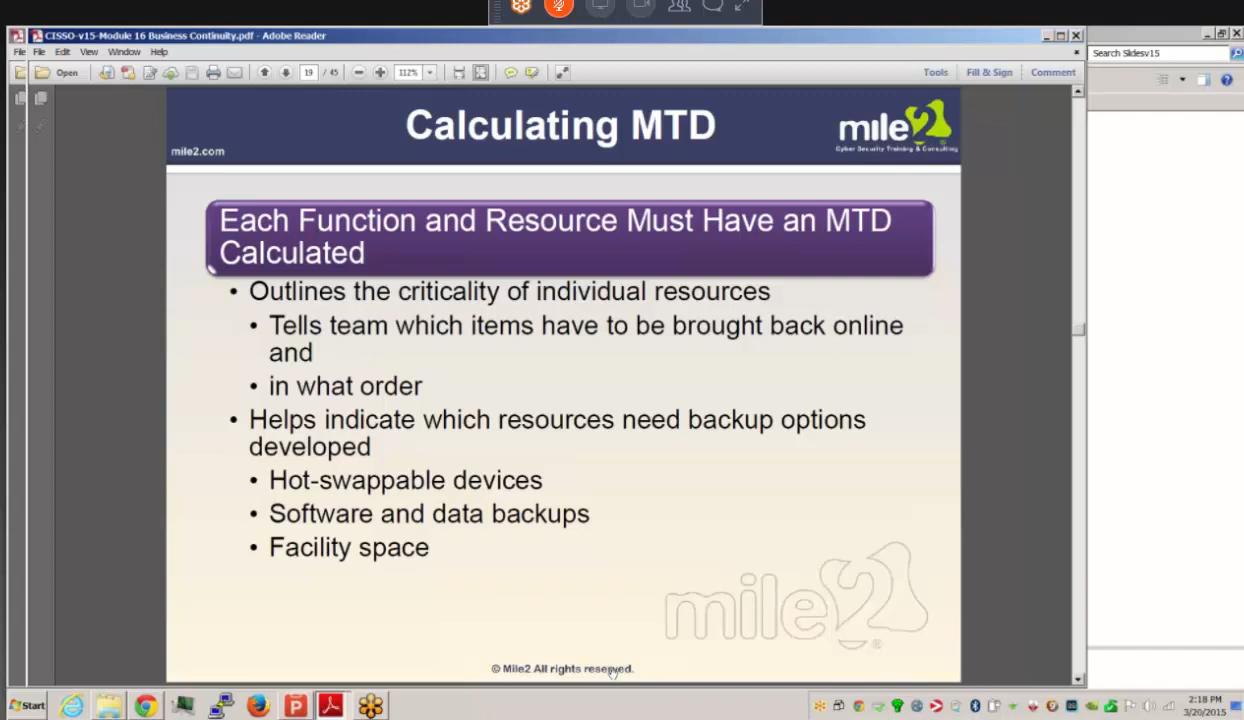 CISSO-v15-Module 16 Business Continuity.pdf - Adobe Reader
File File Edit View Window Help
Search Slidesv15
Open 19 / 45 112% Tools Fill & Sign Comment
Calculating MTD
mile2
Cyber Security Training & Consulting
mile2.com
Each Function and Resource Must Have an MTD
Calculated
• Outlines the criticality of individual resources
• Tells team which items have to be brought back online
and
• in what order
• Helps indicate which resources need backup options
developed
• Hot-swappable devices
• Software and data backups
• Facility space
mile2
© Mile2 All rights reserved.
Start
2:18 PM
3/20/2015